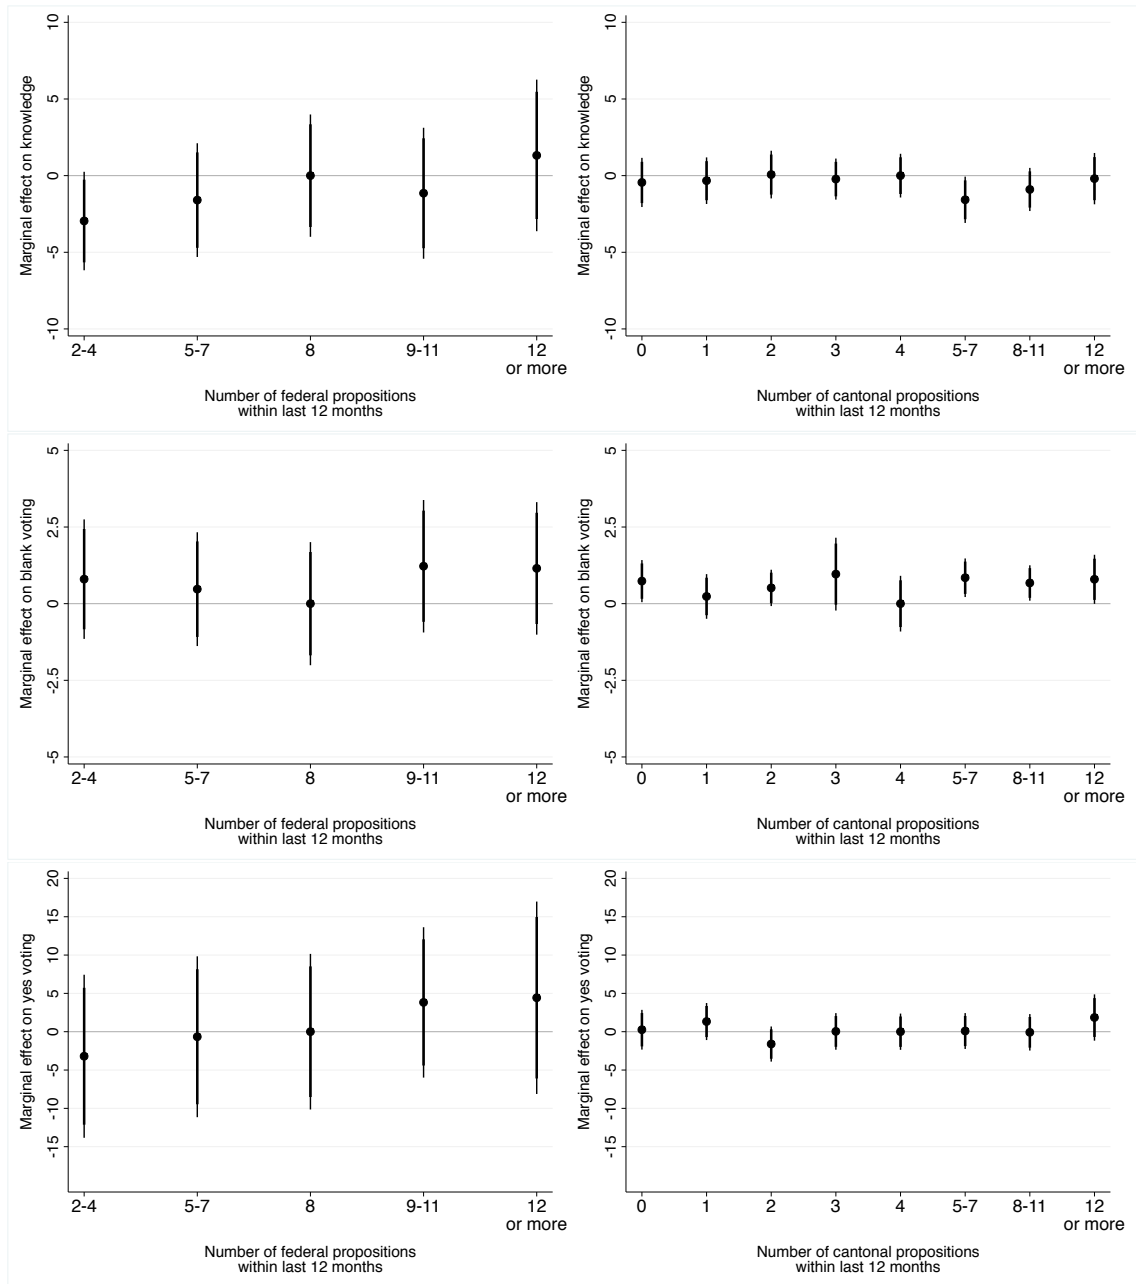 Marginal effect on knowledge
10
5
0
-5
-10
2-4 5-7 8 9-11 12
or more
Number of federal propositions
within last 12 months
Marginal effect on knowledge
10
5
0
-5
-10
0 1 2 3 4 5-7 8-11 12
or more
Number of cantonal propositions
within last 12 months
Marginal effect on blank voting
5
2.5
0
-2.5
-5
2-4 5-7 8 9-11 12
or more
Number of federal propositions
within last 12 months
Marginal effect on blank voting
5
2.5
0
-2.5
-5
0 1 2 3 4 5-7 8-11 12
or more
Number of cantonal propositions
within last 12 months
Marginal effect on yes voting
20
15
10
5
0
-5
-10
-15
2-4 5-7 8 9-11 12
or more
Number of federal propositions
within last 12 months
Marginal effect on yes voting
20
15
10
5
0
-5
-10
-15
0 1 2 3 4 5-7 8-11 12
or more
Number of cantonal propositions
within last 12 months